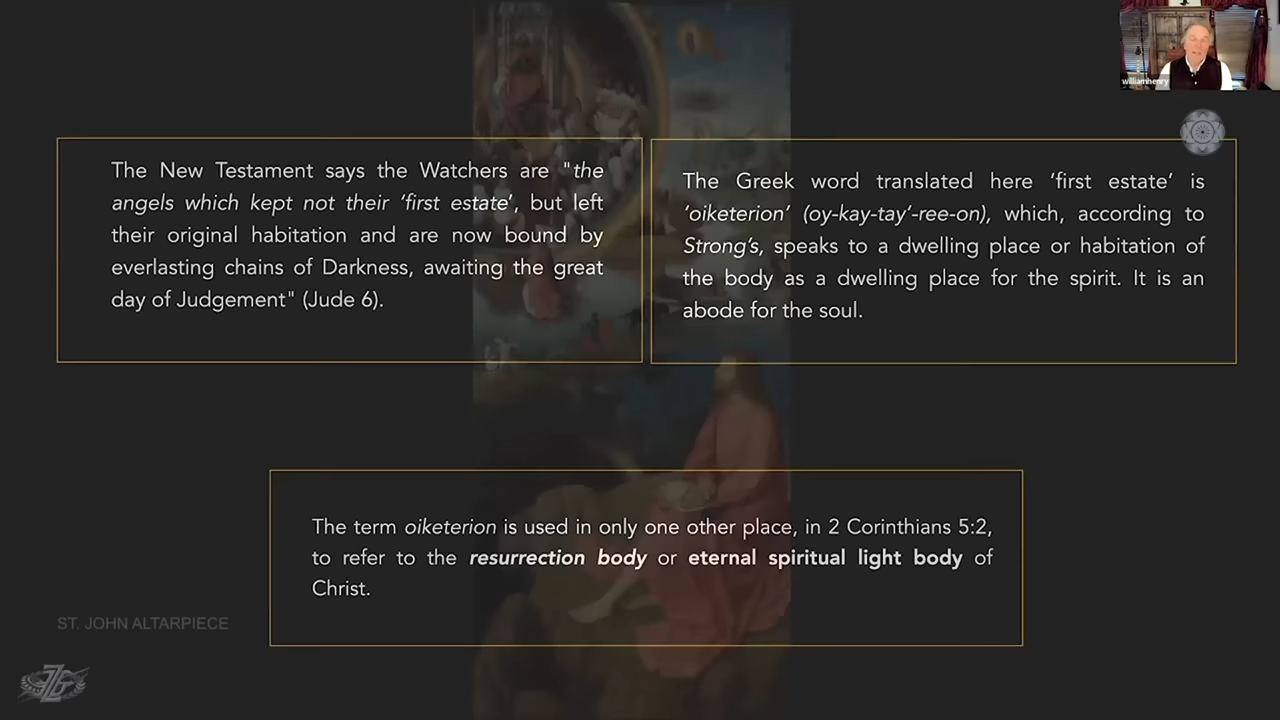 williamhenry
The New Testament says the Watchers are "the
angels which kept not their ‘first estate’, but left
their original habitation and are now bound by
everlasting chains of Darkness, awaiting the great
day of Judgement" (Jude 6).
The Greek word translated here ‘first estate’ is
‘oiketerion’ (oy-kay-tay’-ree-on), which, according to
Strong’s, speaks to a dwelling place or habitation of
the body as a dwelling place for the spirit. It is an
abode for the soul.
The term oiketerion is used in only one other place, in 2 Corinthians 5:2,
to refer to the resurrection body or eternal spiritual light body of
Christ.
ST. JOHN ALTARPIECE